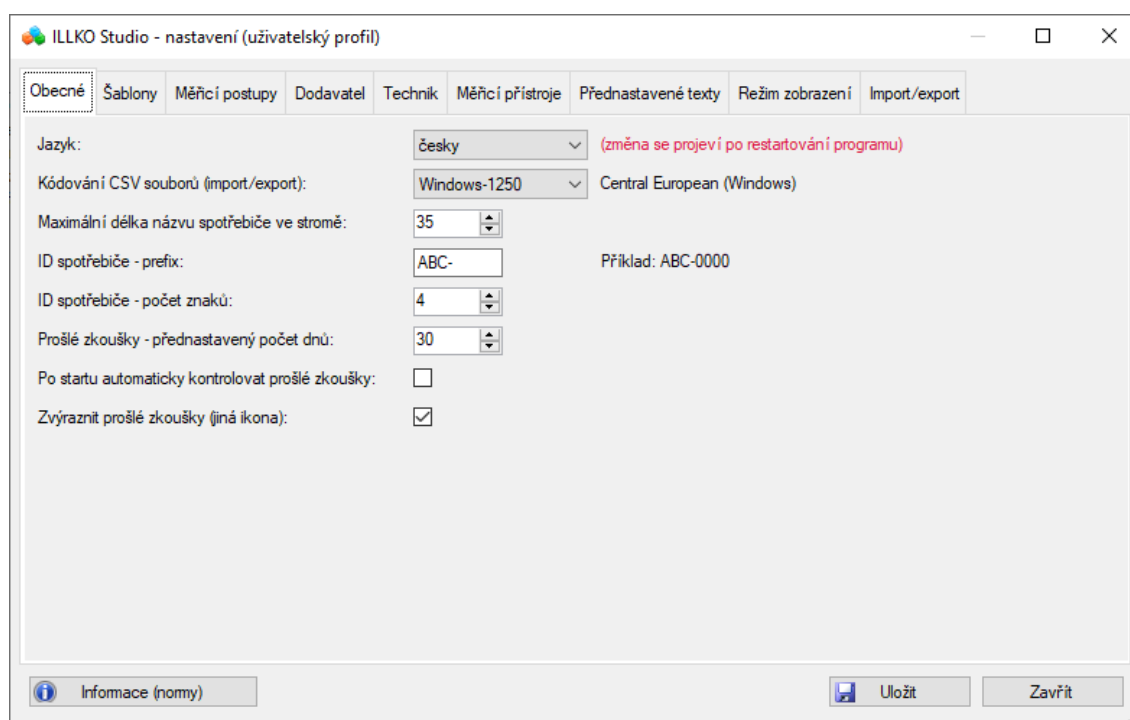 ILLKO Studio - nastavení (uživatelský profil)
Obecné Šablony Měřicí postupy Dodavatel Technik Měřicí přístroje Přednastavené texty Režim zobrazení Import/export
Jazyk: česky (změna se projeví po restartování programu)
Kódování CSV souborů (import/export): Windows-1250 Central European (Windows)
Maximální délka názvu spotřebiče ve stromě: 35
ID spotřebiče - prefix: ABC- Příklad: ABC-0000
ID spotřebiče - počet znaků: 4
Prošlé zkoušky - přednastavený počet dnů: 30
Po startu automaticky kontrolovat prošlé zkoušky:
Zvýraznit prošlé zkoušky (jiná ikona):
Informace (normy) Uložit Zavřít